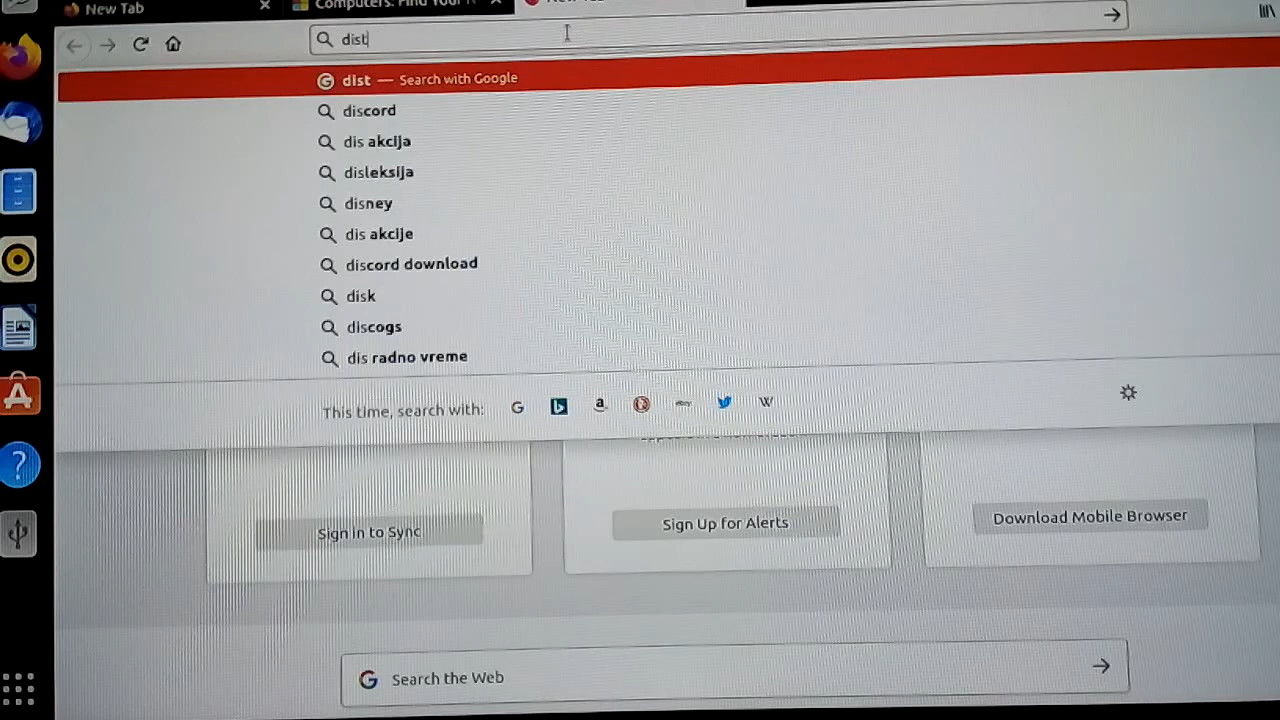 New Tab
Computers: Find Your
dist
dist — Search with Google
discord
dis akcija
disleksija
disney
dis akcije
discord download
disk
discogs
dis radno vreme
This time, search with:
Sign in to Sync
Sign Up for Alerts
Download Mobile Browser
Search the Web